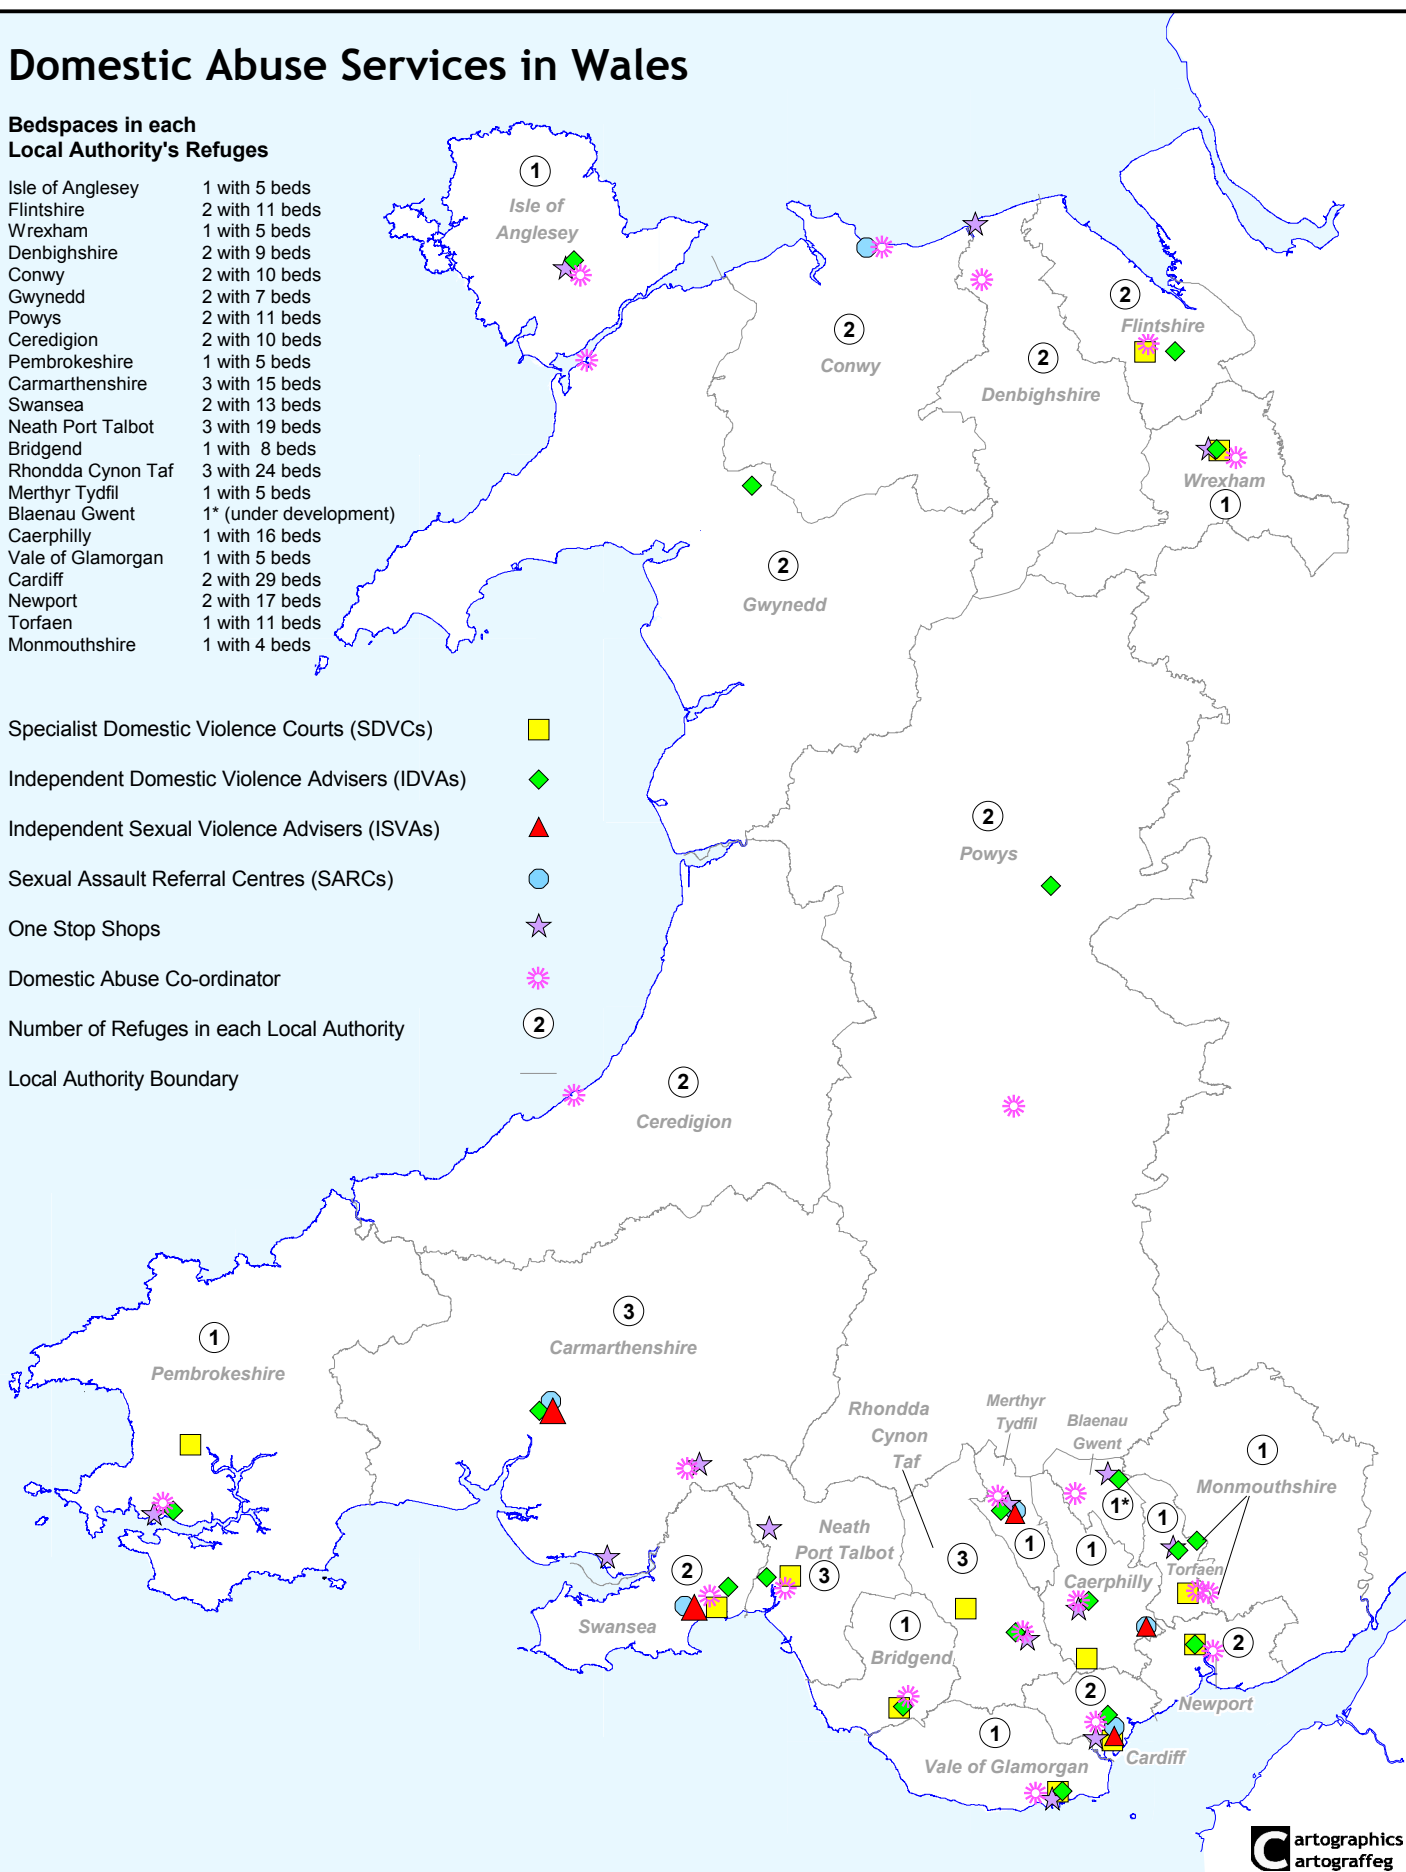 Domestic Abuse Services in Wales
Bedspaces in each
Local Authority's Refuges
Isle of Anglesey 1 with 5 beds
Flintshire 2 with 11 beds
Wrexham 1 with 5 beds
Denbighshire 2 with 9 beds
Conwy 2 with 10 beds
Gwynedd 2 with 7 beds
Powys 2 with 11 beds
Ceredigion 2 with 10 beds
Pembrokeshire 1 with 5 beds
Carmarthenshire 3 with 15 beds
Swansea 2 with 13 beds
Neath Port Talbot 3 with 19 beds
Bridgend 1 with 8 beds
Rhondda Cynon Taf 3 with 24 beds
Merthyr Tydfil 1 with 5 beds
Blaenau Gwent 1* (under development)
Caerphilly 1 with 16 beds
Vale of Glamorgan 1 with 5 beds
Cardiff 2 with 29 beds
Newport 2 with 17 beds
Torfaen 1 with 11 beds
Monmouthshire 1 with 4 beds
Specialist Domestic Violence Courts (SDVCs)
Independent Domestic Violence Advisers (IDVAs)
Independent Sexual Violence Advisers (ISVAs)
Sexual Assault Referral Centres (SARCs)
One Stop Shops
Domestic Abuse Co-ordinator
Number of Refuges in each Local Authority
2
Local Authority Boundary
1
Isle of
Anglesey
2
Conwy
2
Denbighshire
2
Flintshire
Wrexham
1
2
Gwynedd
2
Powys
2
Ceredigion
1
Pembrokeshire
3
Carmarthenshire
2
Swansea
Neath
Port Talbot
3
1
Bridgend
Rhondda
Cynon
Taf
3
Merthyr
Tydfil
1
Blaenau
Gwent
1*
1
Caerphilly
1
Torfaen
1
Monmouthshire
2
Newport
2
Cardiff
1
Vale of Glamorgan
Cartographics
artograffeg